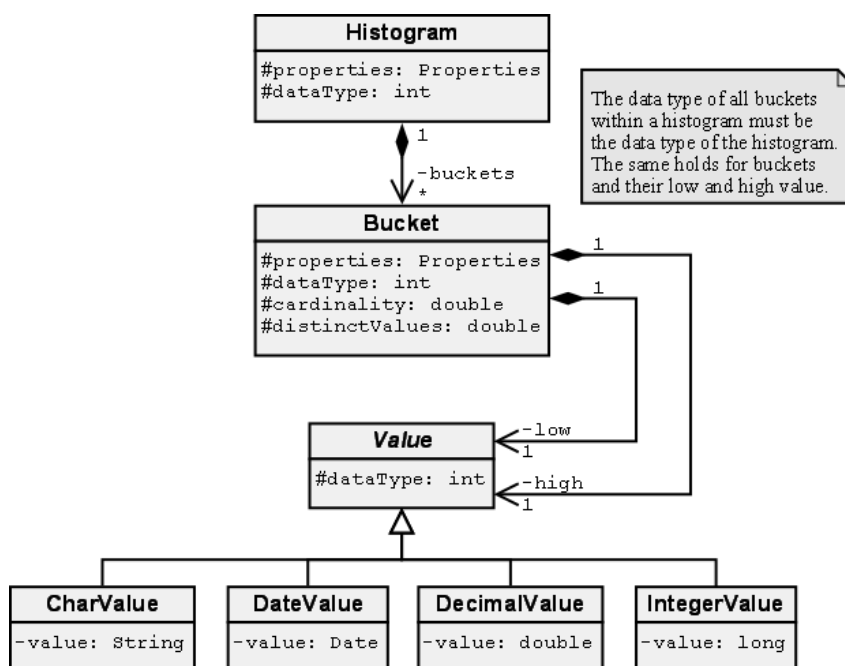 Histogram
#properties: Properties
#dataType: int
The data type of all buckets
within a histogram must be
the data type of the histogram.
The same holds for buckets
and their low and high value.
1
-buckets
*
Bucket
#properties: Properties
#dataType: int
#cardinality: double
#distinctValues: double
1
1
Value
#dataType: int
-low
1
-high
1
CharValue
-value: String
DateValue
-value: Date
DecimalValue
-value: double
IntegerValue
-value: long